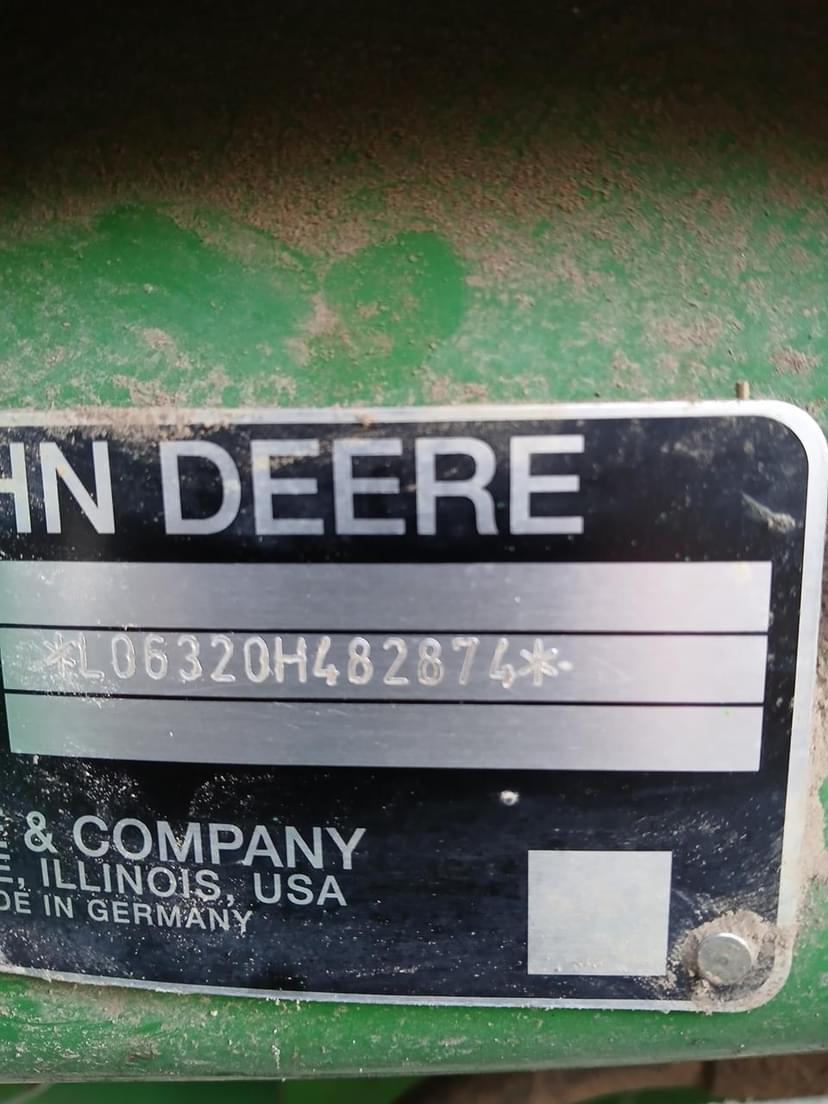 HN DEERE
*L06320H482874*
E & COMPANY
E, ILLINOIS, USA
DE IN GERMANY